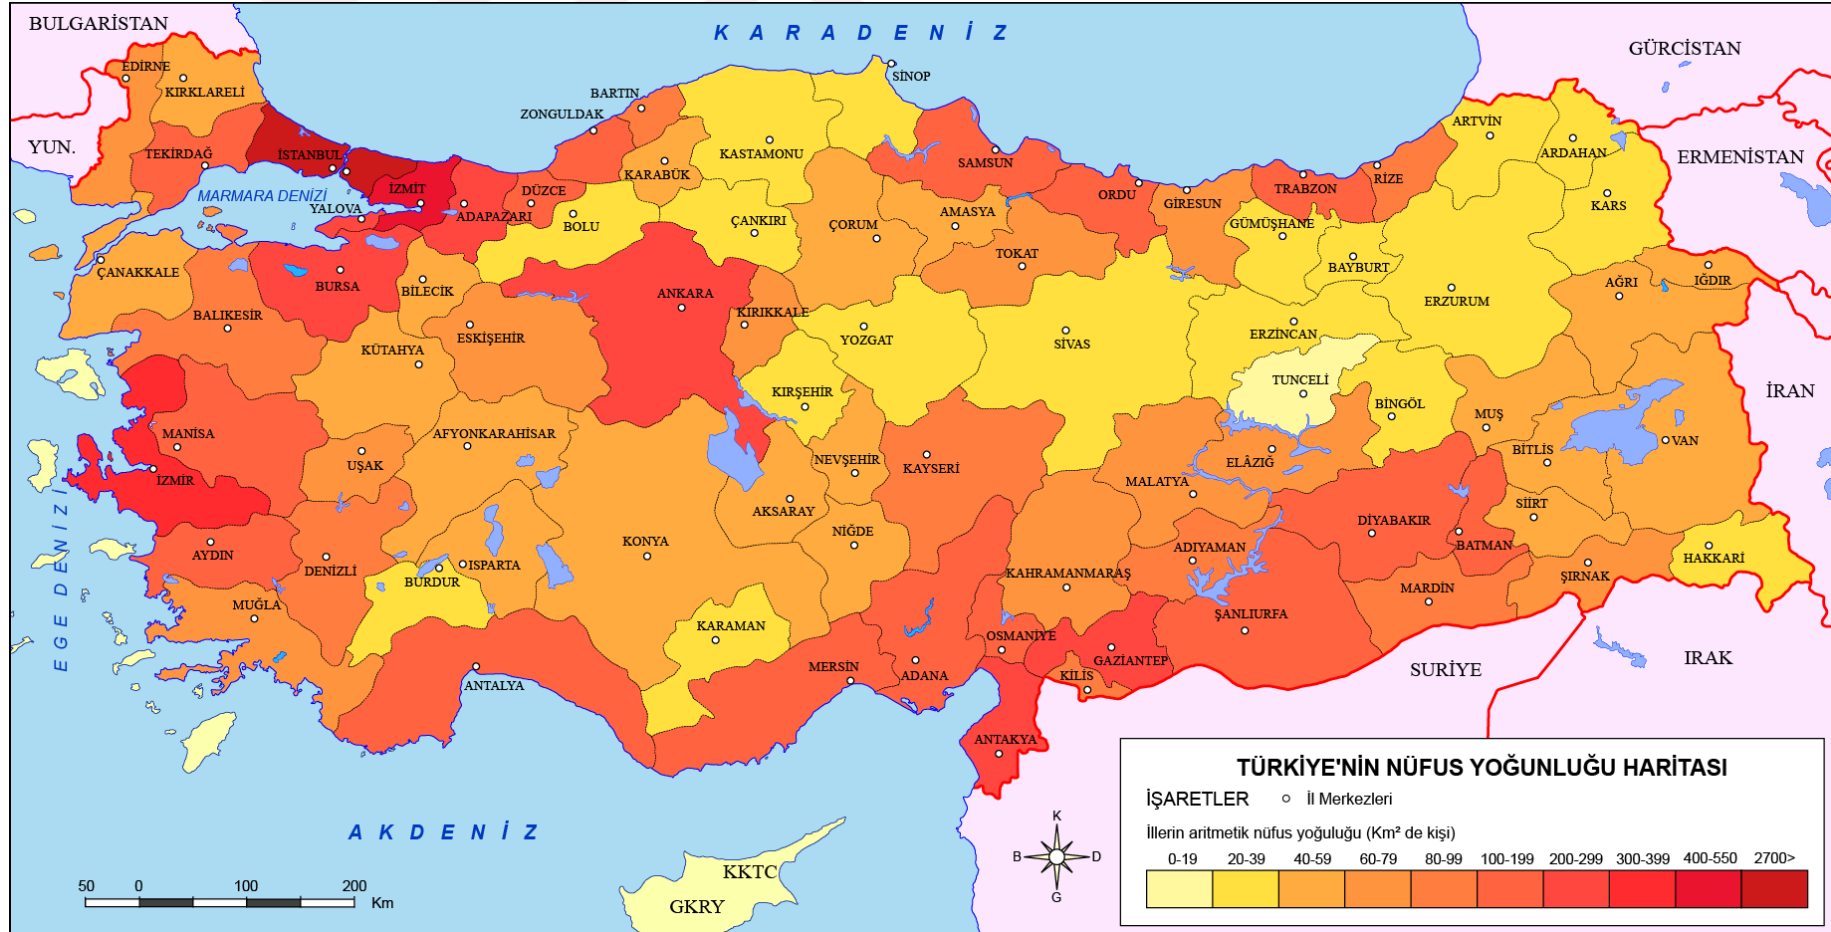 BULGARİSTAN
K A R A D E N İ Z
GÜRCİSTAN
EDİRNE
KIRKLARELİ
SİNOP
BARTIN
ZONGULDAK
ARTVİN
YUN.
TEKİRDAĞ
İSTANBUL
KASTAMONU
SAMSUN
ARDAHAN
ERMENİSTAN
KARABÜK
MARMARA DENİZİ
İZMİT
DÜZCE
ORDU
TRABZON
RİZE
YALOVA
ADAPAZARI
BOLU
ÇANKIRI
ÇORUM
AMASYA
GİRESUN
GÜMÜŞHANE
KARS
ÇANAKKALE
BURSA
BİLECİK
TOKAT
BAYBURT
AĞRI
IĞDIR
ANKARA
ERZURUM
BALIKESİR
ESKİŞEHİR
KIRIKKALE
YOZGAT
SİVAS
ERZİNCAN
KÜTAHYA
TUNCELİ
İRAN
KIRŞEHİR
BİNGÖL
MUŞ
MANİSA
AFYONKARAHİSAR
VAN
UŞAK
NEVŞEHİR
KAYSERİ
ELÂZIĞ
BİTLİS
İZMİR
MALATYA
AKSARAY
SİİRT
DİYABAKIR
EGE DENİZİ
AYDIN
KONYA
NİĞDE
ADIYAMAN
BATMAN
DENİZLİ
ISPARTA
BURDUR
KAHRAMANMARAŞ
HAKKARİ
ŞIRNAK
MUĞLA
MARDİN
ŞANLIURFA
KARAMAN
OSMANİYE
GAZİANTEP
IRAK
MERSİN
ADANA
KİLİS
SURİYE
ANTALYA
ANTAKYA
TÜRKİYE'NİN NÜFUS YOĞUNLUĞU HARİTASI
İŞARETLER İl Merkezleri
İllerin aritmetik nüfus yoğuluğu (Km² de kişi)
0-19 20-39 40-59 60-79 80-99 100-199 200-299 300-399 400-550 2700>
A K D E N İ Z
K
B D
G
KKTC
GKRY
50 0 100 200
Km